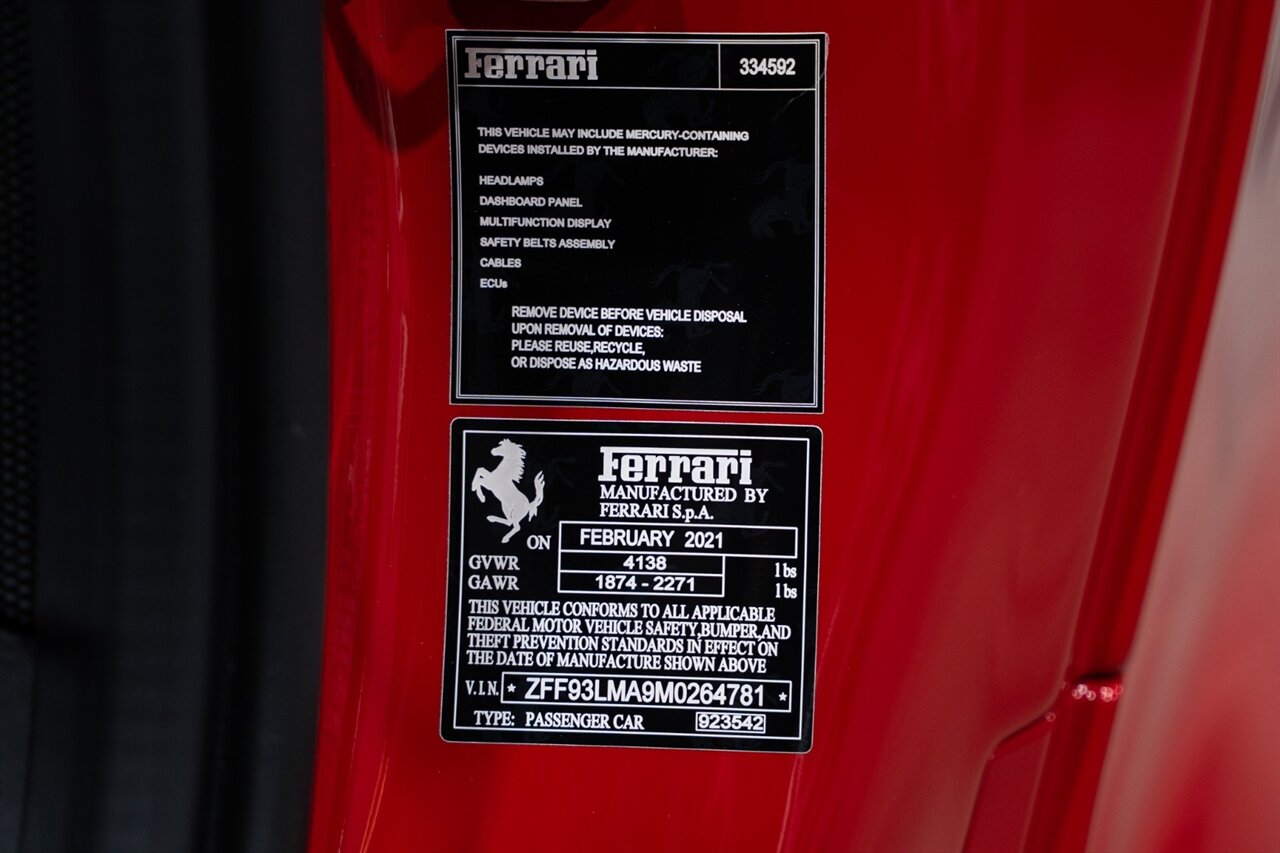 Ferrari 334592
THIS VEHICLE MAY INCLUDE MERCURY-CONTAINING
DEVICES INSTALLED BY THE MANUFACTURER:
HEADLAMPS
DASHBOARD PANEL
MULTIFUNCTION DISPLAY
SAFETY BELTS ASSEMBLY
CABLES
ECUs
REMOVE DEVICE BEFORE VEHICLE DISPOSAL
UPON REMOVAL OF DEVICES:
PLEASE REUSE,RECYCLE,
OR DISPOSE AS HAZARDOUS WASTE
Ferrari
MANUFACTURED BY
FERRARI S.p.A.
ON FEBRUARY 2021
GVWR 4138 lbs
GAWR 1874 - 2271 lbs
THIS VEHICLE CONFORMS TO ALL APPLICABLE
FEDERAL MOTOR VEHICLE SAFETY,BUMPER,AND
THEFT PREVENTION STANDARDS IN EFFECT ON
THE DATE OF MANUFACTURE SHOWN ABOVE
V.I.N. * ZFF93LMA9M0264781 *
TYPE: PASSENGER CAR 923542